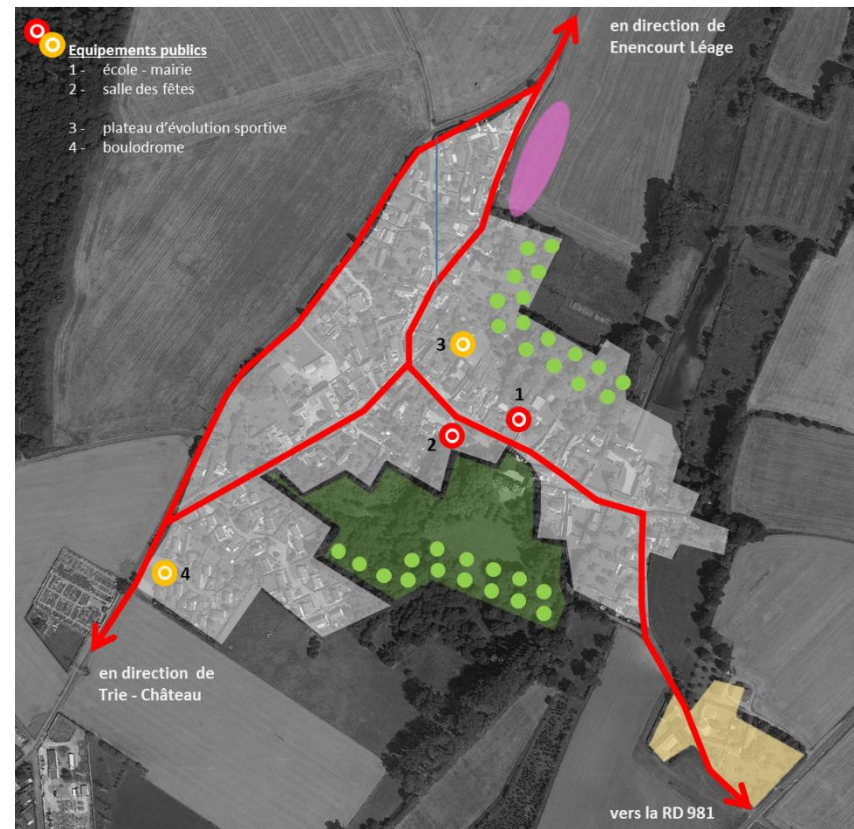 en direction de
Enencourt Léage
Equipements publics
1 - école - mairie
2 - salle des fêtes
3 - plateau d'évolution sportive
4 - boulodrome
3
1
2
4
en direction de
Trie - Château
vers la RD 981